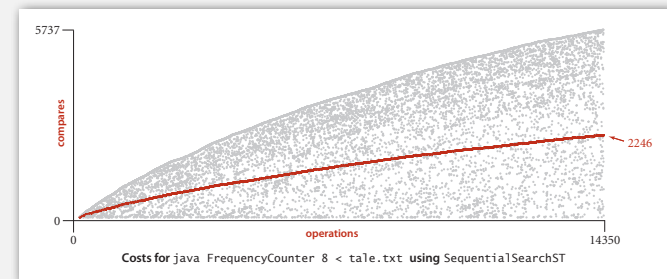 5737
compares
2246
0
operations
0
14350
Costs for java FrequencyCounter 8 < tale.txt using SequentialSearchST